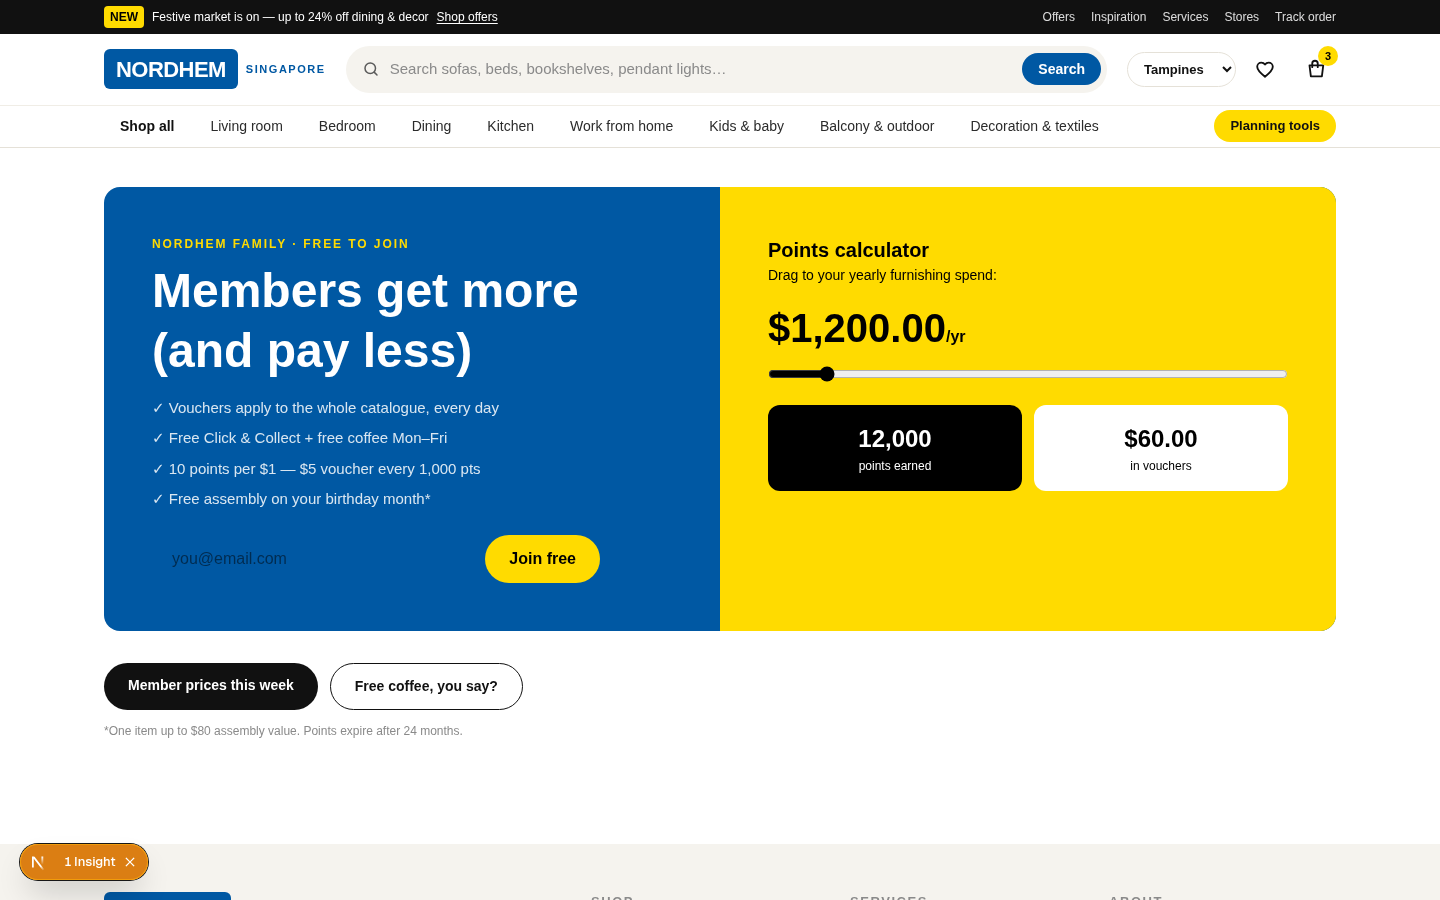 NEW Festive market is on — up to 24% off dining & decor Shop offers
Offers Inspiration Services Stores Track order
NORDHEM SINGAPORE
Search sofas, beds, bookshelves, pendant lights…
Search
Tampines
3
Shop all Living room Bedroom Dining Kitchen Work from home Kids & baby Balcony & outdoor Decoration & textiles Planning tools
NORDHEM FAMILY · FREE TO JOIN
Members get more
(and pay less)
✓ Vouchers apply to the whole catalogue, every day
✓ Free Click & Collect + free coffee Mon–Fri
✓ 10 points per $1 — $5 voucher every 1,000 pts
✓ Free assembly on your birthday month*
you@email.com
Join free
Points calculator
Drag to your yearly furnishing spend:
$1,200.00/yr
12,000
points earned
$60.00
in vouchers
Member prices this week
Free coffee, you say?
*One item up to $80 assembly value. Points expire after 24 months.
1 Insight
SHOP SERVICES ABOUT